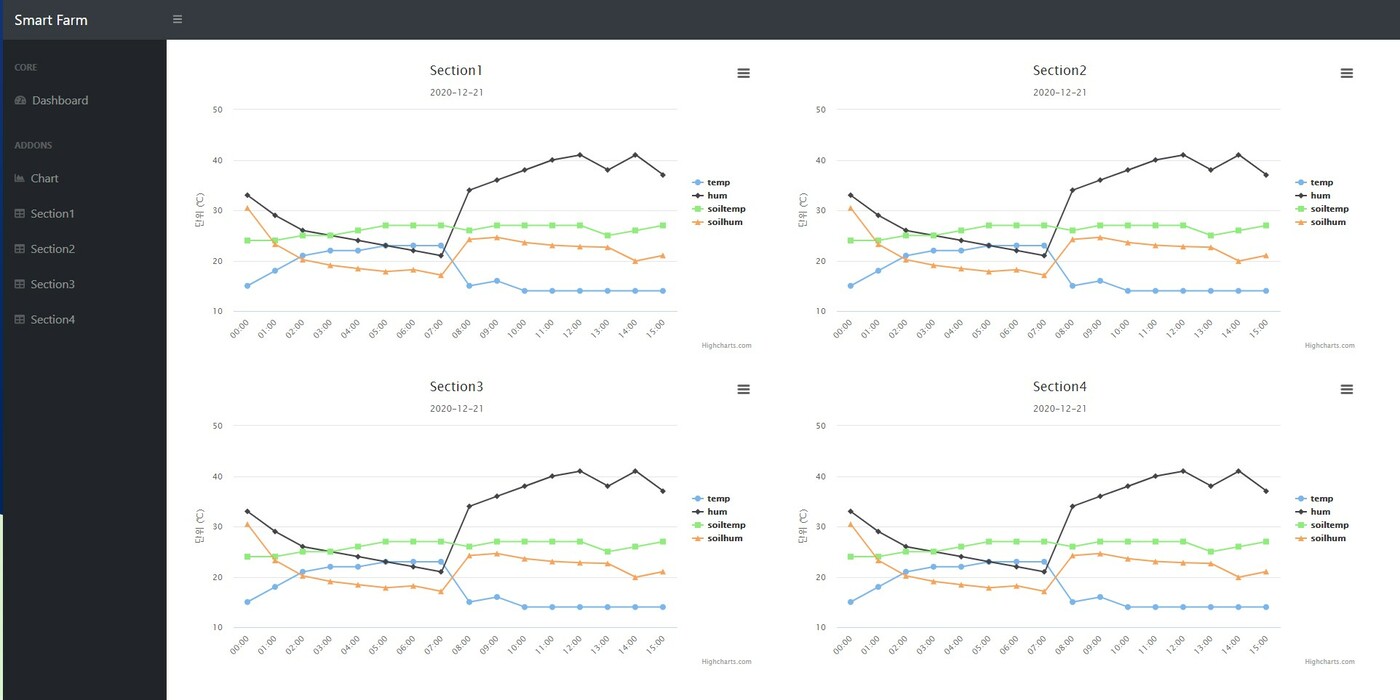 Smart Farm
CORE
Dashboard
ADDONS
Chart
Section1
Section2
Section3
Section4
Section1
2020-12-21
단위 (℃)
50
40
30
20
10
00:00 01:00 02:00 03:00 04:00 05:00 06:00 07:00 08:00 09:00 10:00 11:00 12:00 13:00 14:00 15:00
temp
hum
soiltemp
soilhum
Highcharts.com
Section2
2020-12-21
단위 (℃)
50
40
30
20
10
00:00 01:00 02:00 03:00 04:00 05:00 06:00 07:00 08:00 09:00 10:00 11:00 12:00 13:00 14:00 15:00
temp
hum
soiltemp
soilhum
Highcharts.com
Section3
2020-12-21
단위 (℃)
50
40
30
20
10
00:00 01:00 02:00 03:00 04:00 05:00 06:00 07:00 08:00 09:00 10:00 11:00 12:00 13:00 14:00 15:00
temp
hum
soiltemp
soilhum
Highcharts.com
Section4
2020-12-21
단위 (℃)
50
40
30
20
10
00:00 01:00 02:00 03:00 04:00 05:00 06:00 07:00 08:00 09:00 10:00 11:00 12:00 13:00 14:00 15:00
temp
hum
soiltemp
soilhum
Highcharts.com